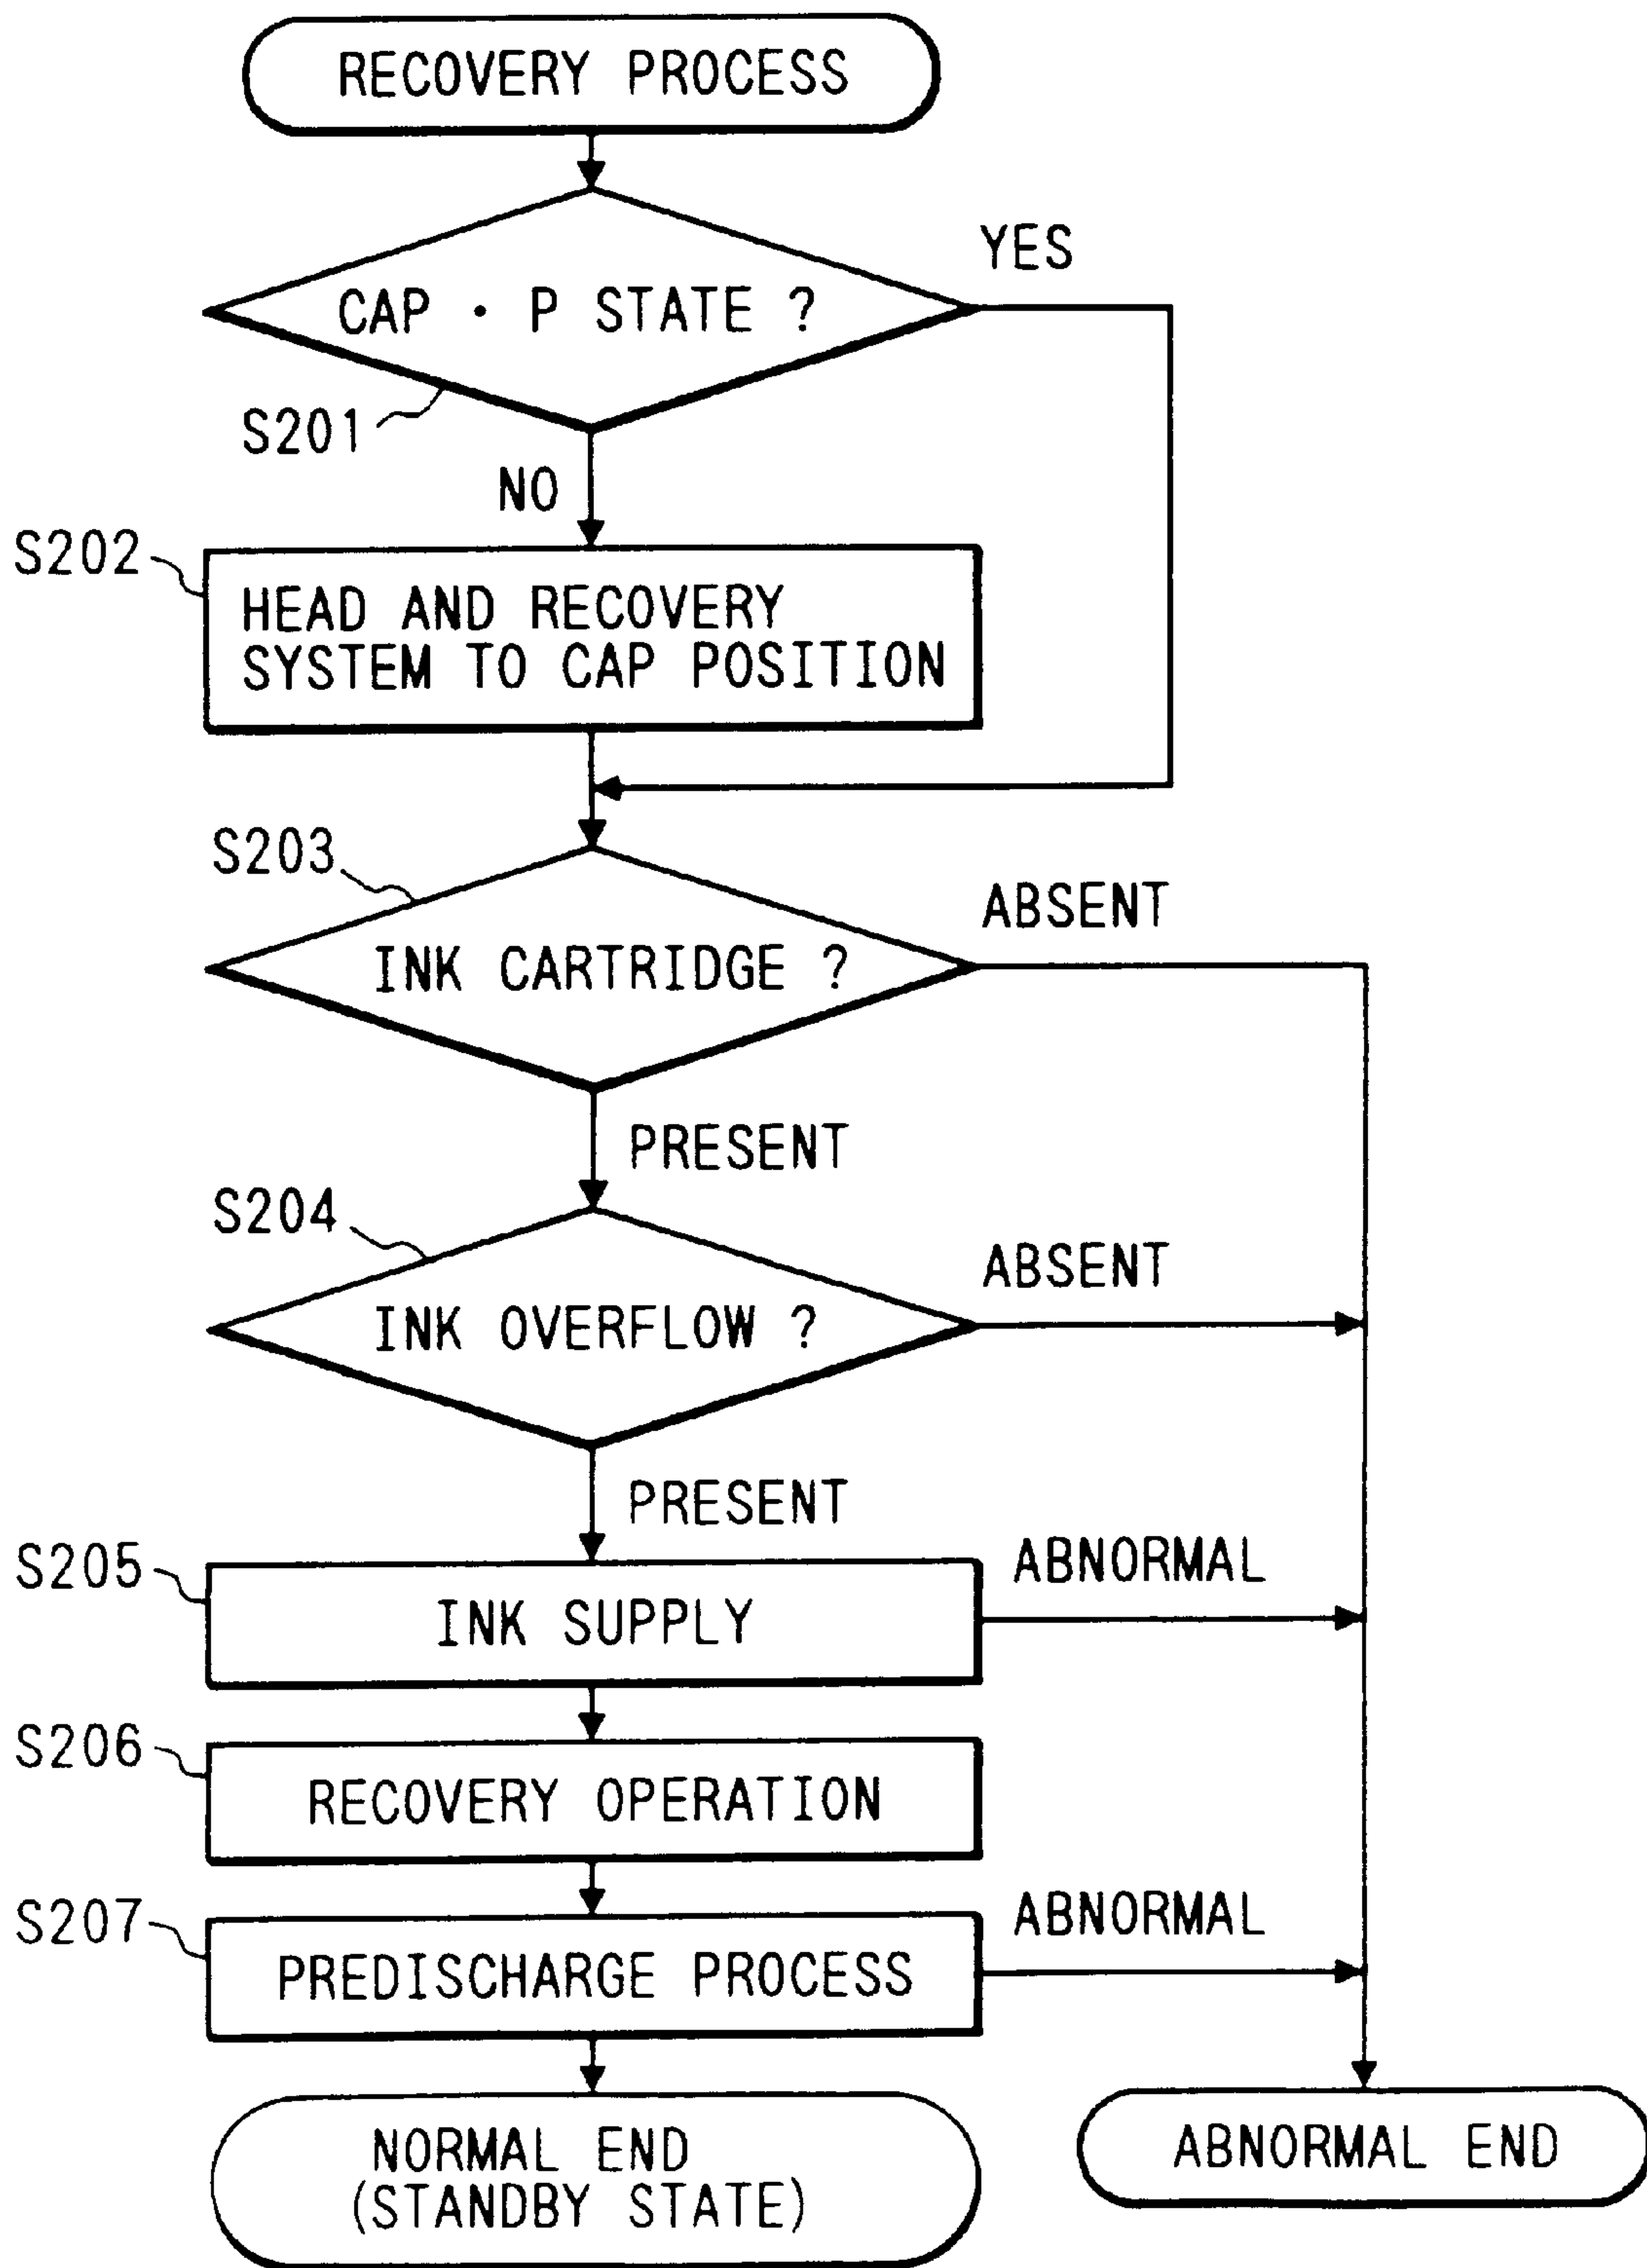 RECOVERY PROCESS
YES
CAP · P STATE ?
S201
NO
S202
HEAD AND RECOVERY
SYSTEM TO CAP POSITION
S203
ABSENT
INK CARTRIDGE ?
PRESENT
S204
ABSENT
INK OVERFLOW ?
PRESENT
S205
ABNORMAL
INK SUPPLY
S206
RECOVERY OPERATION
S207
ABNORMAL
PREDISCHARGE PROCESS
NORMAL END
(STANDBY STATE)
ABNORMAL END